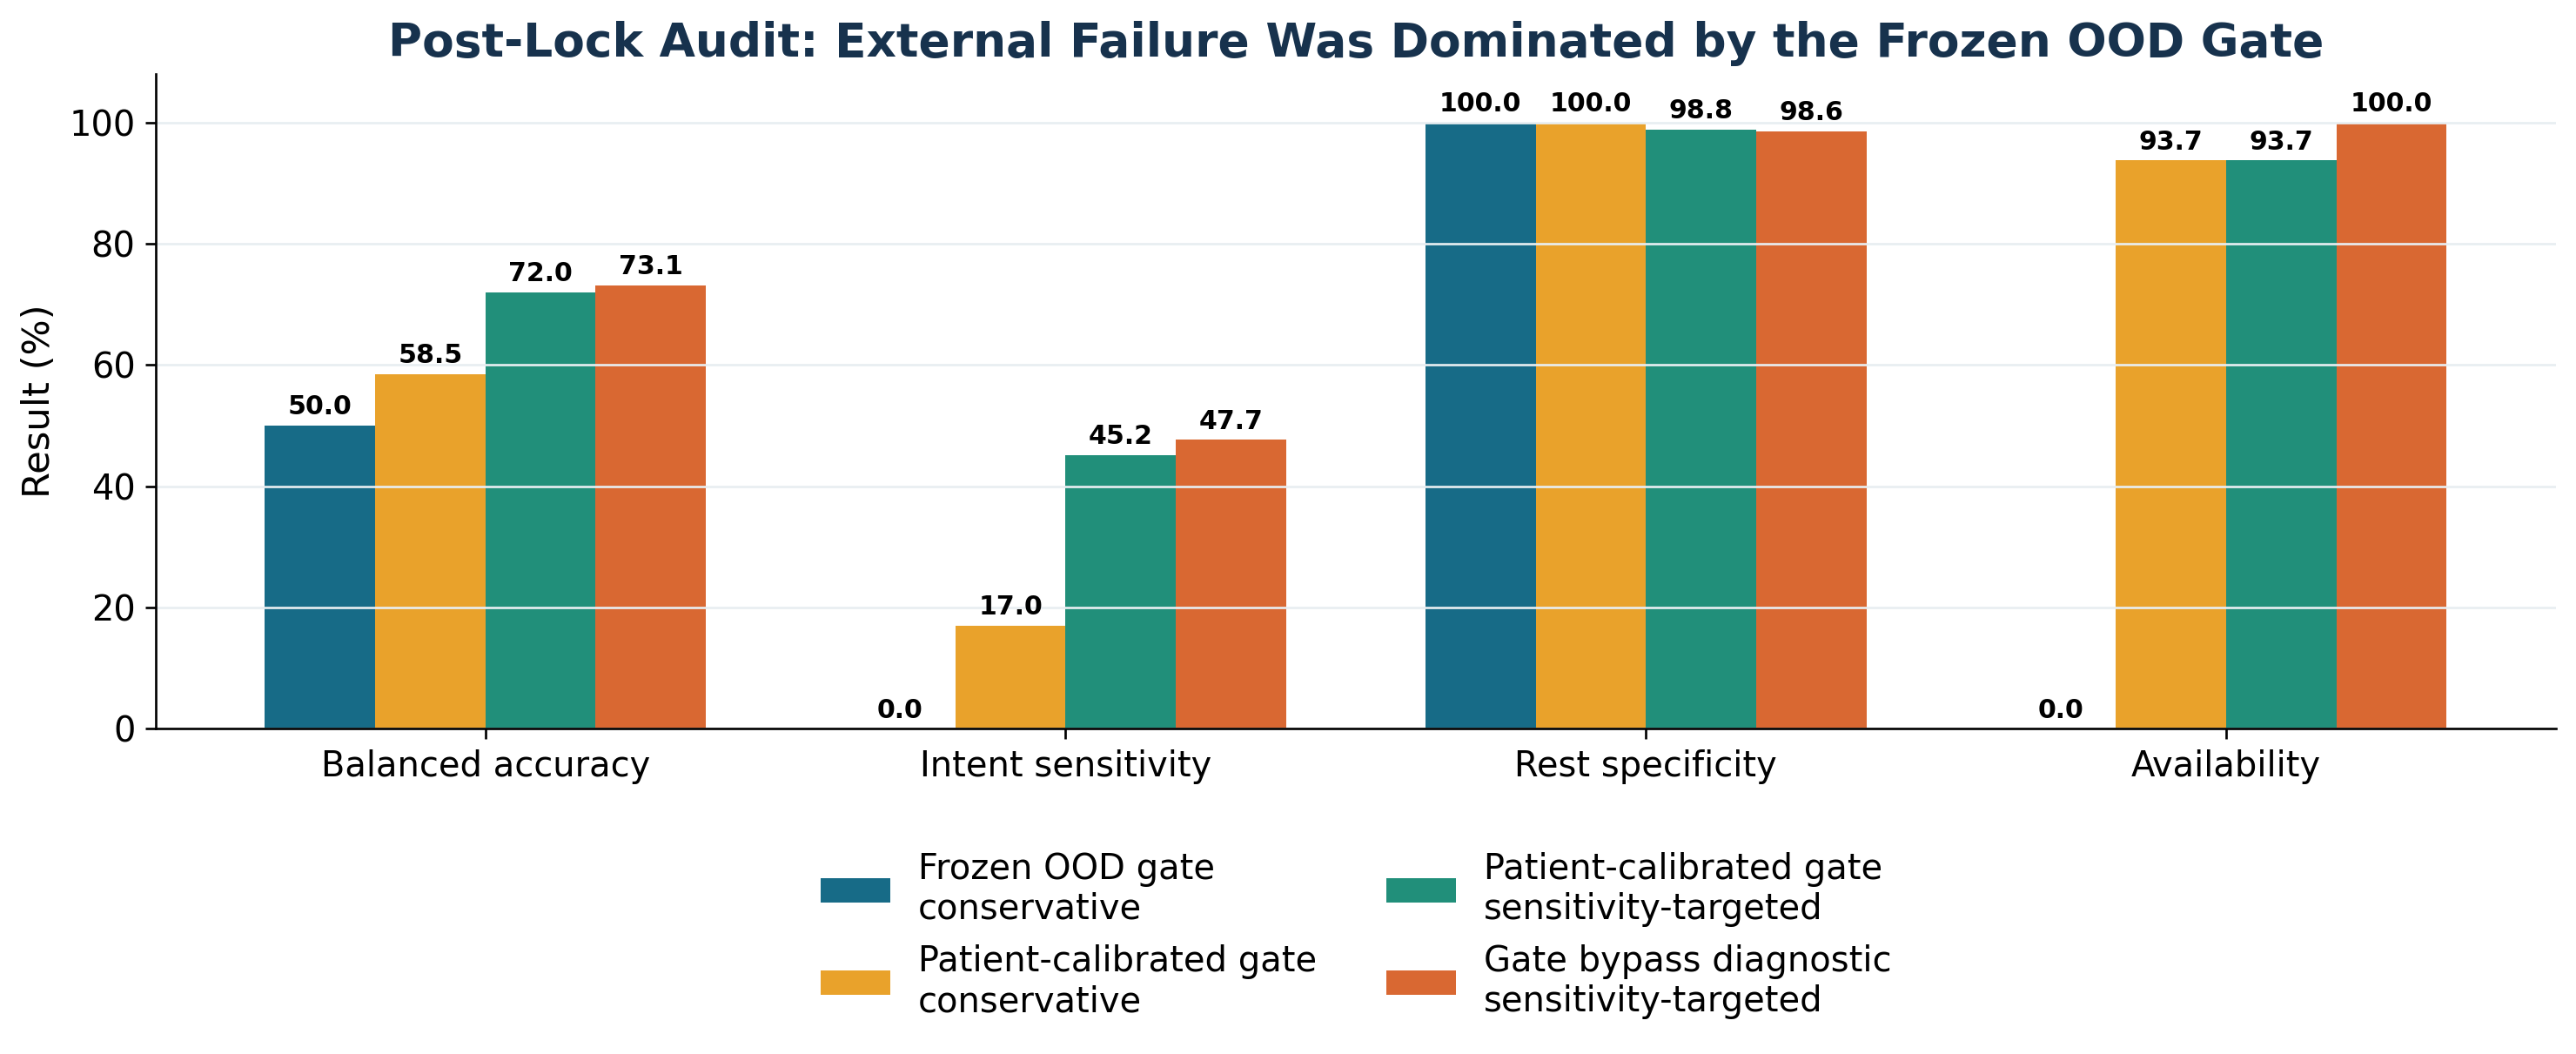 Post-Lock Audit: External Failure Was Dominated by the Frozen OOD Gate
Result (%)
100
80
60
40
20
0
50.0
58.5
72.0
73.1
0.0
17.0
45.2
47.7
100.0
100.0
98.8
98.6
0.0
93.7
93.7
100.0
Balanced accuracy
Intent sensitivity
Rest specificity
Availability
Frozen OOD gate
conservative
Patient-calibrated gate
conservative
Patient-calibrated gate
sensitivity-targeted
Gate bypass diagnostic
sensitivity-targeted